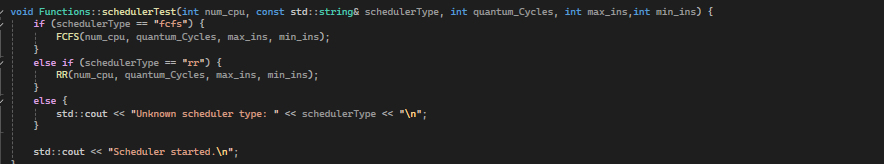 void Functions::schedulerTest(int num_cpu, const std::string& schedulerType, int quantum_Cycles, int max_ins,int min_ins) {
    if (schedulerType == "fcfs") {
        FCFS(num_cpu, quantum_Cycles, max_ins, min_ins);
    }
    else if (schedulerType == "rr") {
        RR(num_cpu, quantum_Cycles, max_ins, min_ins);
    }
    else {
        std::cout << "Unknown scheduler type: " << schedulerType << "\n";
    }

    std::cout << "Scheduler started.\n";